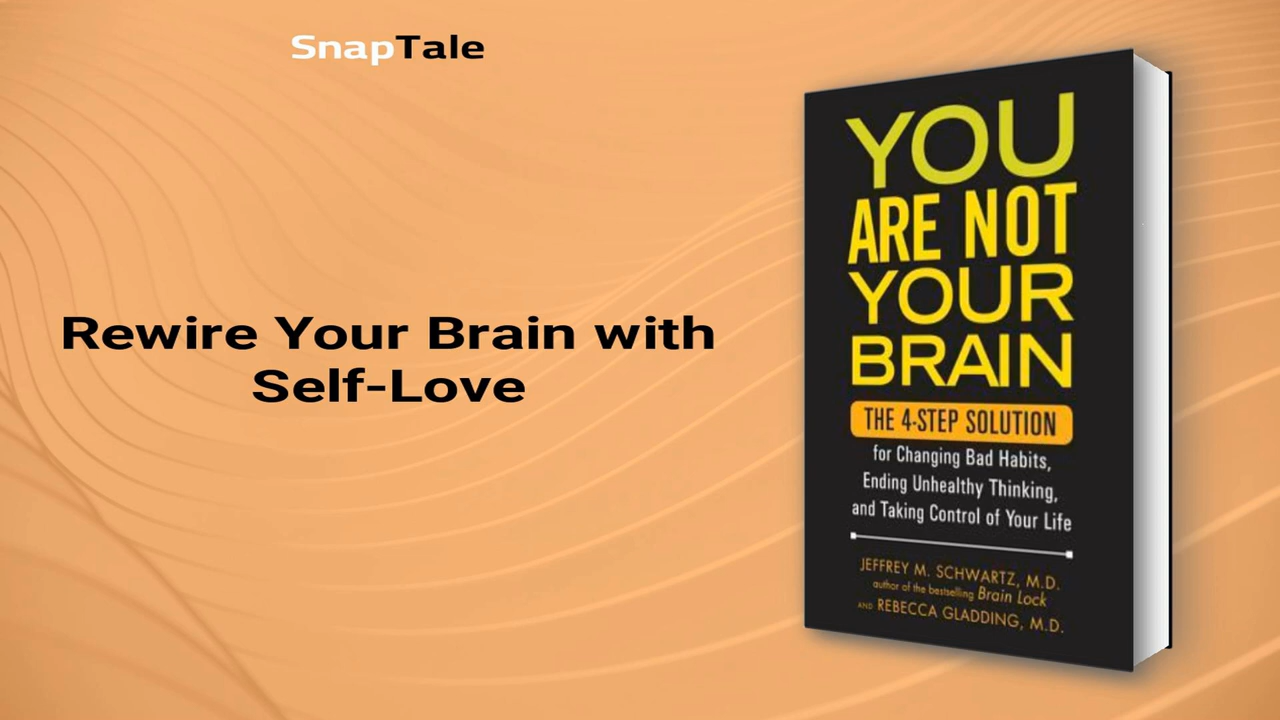 SnapTale
Rewire Your Brain with
Self-Love
YOU
ARE NOT
YOUR
BRAIN
THE 4-STEP SOLUTION
for Changing Bad Habits,
Ending Unhealthy Thinking,
and Taking Control of Your Life
JEFFREY M. SCHWARTZ, M.D.
author of the bestselling Brain Lock
AND REBECCA GLADDING, M.D.